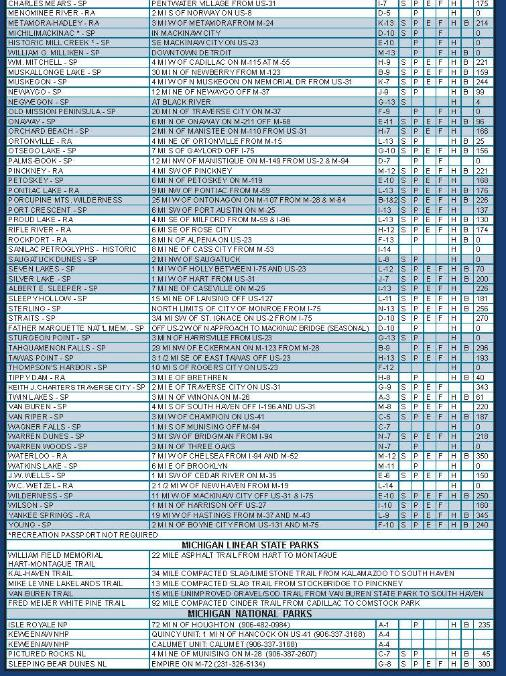 CHARLES MEARS - SP PENTWATER VILLAGE FROM US-31 I-7 S P E F H 175
MENOMINEE RIVER - RA 2 MI S OF NORWAY ON US-8 D-5 H 0
METAMORA-HADLEY - RA 3 MI W OF METAMORA FROM M-24 K-13 S P E F H B 214
MICHILIMACKINAC * - SP IN MACKINAW CITY D-10 S P F 0
HISTORIC MILL CREEK * - SP SE MACKINAW CITY ON US-23 E-10 P H 0
WILLIAM G. MILLIKEN - SP DOWNTOWN DETROIT M-13 P F H B 0
WM. MITCHELL - SP 4 MI W OF CADILLAC ON M-115 AT M-55 H-9 S P E F H B 221
MUSKALLONGE LAKE - SP 30 MI N OF NEWBERRY FROM M-123 B-9 S P E F H B 159
MUSKEGON - SP 4 MI W OF N MUSKEGON ON MEMORIAL DR FROM US-31 K-7 S P E F H B 244
NEWAYGO - SP 12 MI NE OF NEWAYGO OFF M-37 J-8 S P H B 99
NEGWEGON - SP AT BLACK RIVER G-13 S H 4
OLD MISSION PENINSULA - SP 20 MI N OF TRAVERSE CITY ON M-37 F-9 P F H 0
ONAWAY - SP 6 MI N OF ONAWAY ON M-211 OFF M-68 E-11 S P E F H B 96
ORCHARD BEACH - SP 2 MI N OF MANISTEE ON M-110 FROM US-31 H-7 S P E F H 166
ORTONVILLE - RA 4 MI NE OF ORTONVILLE FROM M-15 L-13 S P H B 25
OTSEGO LAKE - SP 7 MI S OF GAYLORD OFF I-75 G-10 S P E F H B 156
PALMS-BOOK - SP 12 MI NW OF MANISTIQUE ON M-149 FROM US-2 & M-94 D-7 P F 0
PINCKNEY - RA 4 MI SW OF PINCKNEY M-12 S P E F H B 221
PETOSKEY - SP 3 MI N OF PETOSKEY ON M-119 E-10 S P E F H 168
PONTIAC LAKE - RA 9 MI NW OF PONTIAC FROM M-59 L-13 S P E F H B 176
PORCUPINE MTS. WILDERNESS 25 MI W OF ONTONAGON ON M-107 FROM M-28 & M-64 B-1&2 S P E F H B 226
PORT CRESCENT - SP 6 MI SW OF PORT AUSTIN ON M-25 I-13 S P E F H 137
PROUD LAKE - RA 4 MI SE OF MILFORD FROM M-59 & I-96 L-13 S P E F H B 130
RIFLE RIVER - RA 6 MI SE OF ROSE CITY H-12 S P E F H B 174
ROCKPORT - RA 8 MI N OF ALPENA ON US-23 F-13 P H B 0
SANILAC PETROGLYPHS - HISTORIC 8 MI NE OF CASS CITY FROM M-53 I-14 H 0
SAUGATUCK DUNES - SP 2 MI NW OF SAUGATUCK L-8 S P H 0
SEVEN LAKES - SP 1 MI W OF HOLLY BETWEEN I-75 AND US-23 L-12 S P E F H B 70
SILVER LAKE - SP 1 MI W OF HART FROM US-31 J-7 S P E F H B 200
ALBERT E. SLEEPER - SP 7 MI NE OF CASEVILLE ON M-25 I-13 S P E F H 226
SLEEPY HOLLOW - SP 15 MI NE OF LANSING OFF US-127 L-11 S P E F H B 181
STERLING - SP NORTH LIMITS OF CITY OF MONROE FROM I-75 N-13 S P E F H B 256
STRAITS - SP 3/4 MI SW OF ST. IGNACE ON US-2 FROM I-75 D-10 S P E F H 270
FATHER MARQUETTE NAT'L MEM. - SP OFF US-2 W OF N APPROACH TO MACKINAC BRIDGE (SEASONAL) D-10 P H 0
STURGEON POINT - SP 3 MI N OF HARRISVILLE FROM US-23 G-13 P 0
TAHQUAMENON FALLS - SP 29 MI NW OF ECKERMAN ON M-123 FROM M-28 B-9 P E F H B 296
TAWAS POINT - SP 3 1/2 MI SE OF EAST TAWAS OFF US-23 H-13 S P E F H 193
THOMPSON'S HARBOR - SP 10 MI S OF ROGERS CITY ON US-23 F-12 H 0
TIPPY DAM - RA 3 MI E OF BRETHREN H-8 P H B 40
KEITH J. CHARTERS TRAVERSE CITY - SP 2 MI E OF TRAVERSE CITY ON US-31 G-9 S P E F 343
TWIN LAKES - SP 3 MI N OF WINONA ON M-26 A-3 S P E F H B 61
VAN BUREN - SP 4 MI S OF SOUTH HAVEN OFF I-196 AND US-31 M-8 S P E F H 220
VAN RIPER - SP 3 MI W OF CHAMPION ON US-41 C-5 S P E F H B 187
WAGNER FALLS - SP 1 MI S OF MUNISING OFF M-94 C-7 H 0
WARREN DUNES - SP 3 MI SW OF BRIDGMAN FROM I-94 N-7 S P E F H 218
WARREN WOODS - SP 3 MI N OF THREE OAKS N-7 P H 0
WATERLOO - RA 7 MI W OF CHELSEA FROM I-94 AND M-52 M-12 S P E F H B 350
WATKINS LAKE - SP 6 MI E OF BROOKLYN M-11 P H 0
J.W. WELLS - SP 1 MI SW OF CEDAR RIVER ON M-35 E-6 S P E F H 150
W.C. WETZEL - RA 2 1/2 MI NW OF NEW HAVEN FROM M-19 L-14 H 0
WILDERNESS - SP 11 MI W OF MACKINAW CITY OFF US-31 & I-75 E-10 S P E F H B 250
WILSON - SP 1 MI N OF HARRISON OFF US-27 I-10 S P E F 160
YANKEE SPRINGS - RA 19 MI W OF HASTINGS FROM M-37 AND M-43 L-9 S P E F H B 345
YOUNG - SP 2 MI N OF BOYNE CITY FROM US-131 AND M-75 F-10 S P E F H B 240
*RECREATION PASSPORT NOT REQUIRED
MICHIGAN LINEAR STATE PARKS
WILLIAM FIELD MEMORIAL 22 MILE ASPHALT TRAIL FROM HART TO MONTAGUE
HART-MONTAGUE TRAIL
KAL-HAVEN TRAIL 34 MILE COMPACTED SLAG/LIMESTONE TRAIL FROM KALAMAZOO TO SOUTH HAVEN
MIKE LEVINE LAKELANDS TRAIL 13 MILE COMPACTED SLAG TRAIL FROM STOCKBRIDGE TO PINCKNEY
VAN BUREN TRAIL 15 MILE UNIMPROVED GRAVEL/SOD TRAIL FROM VAN BUREN STATE PARK TO SOUTH HAVEN
FRED MEIJER WHITE PINE TRAIL 92 MILE COMPACTED CINDER TRAIL FROM CADILLAC TO COMSTOCK PARK
MICHIGAN NATIONAL PARKS
ISLE ROYALE NP 72 MI N OF HOUGHTON (906-482-0984) A-1 P H B 235
KEWEENAW NHP QUINCY UNIT: 1 MI N OF HANCOCK ON US-41 (906-337-3168) A-4
KEWEENAW NHP CALUMET UNIT: CALUMET (906-337-3168) A-4
PICTURED ROCKS NL 4 MI NE OF MUNISING ON M-28 (906-387-2607) C-7 S P H B 45
SLEEPING BEAR DUNES NL EMPIRE ON M-72 (231-326-5134) G-8 S P E F H B 300